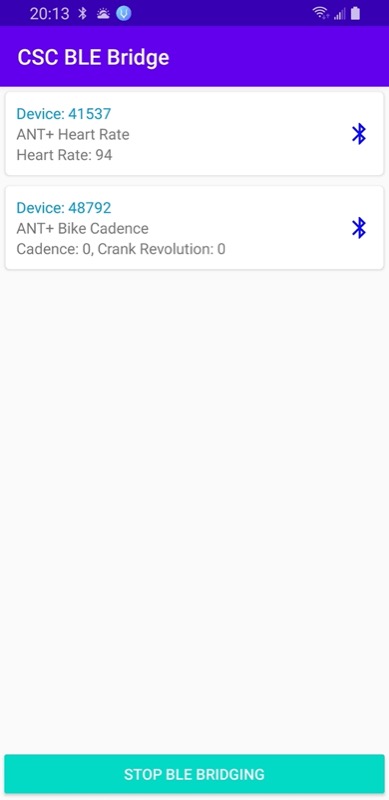 20:13
CSC BLE Bridge
Device: 41537
ANT+ Heart Rate
Heart Rate: 94
Device: 48792
ANT+ Bike Cadence
Cadence: 0, Crank Revolution: 0
STOP BLE BRIDGING